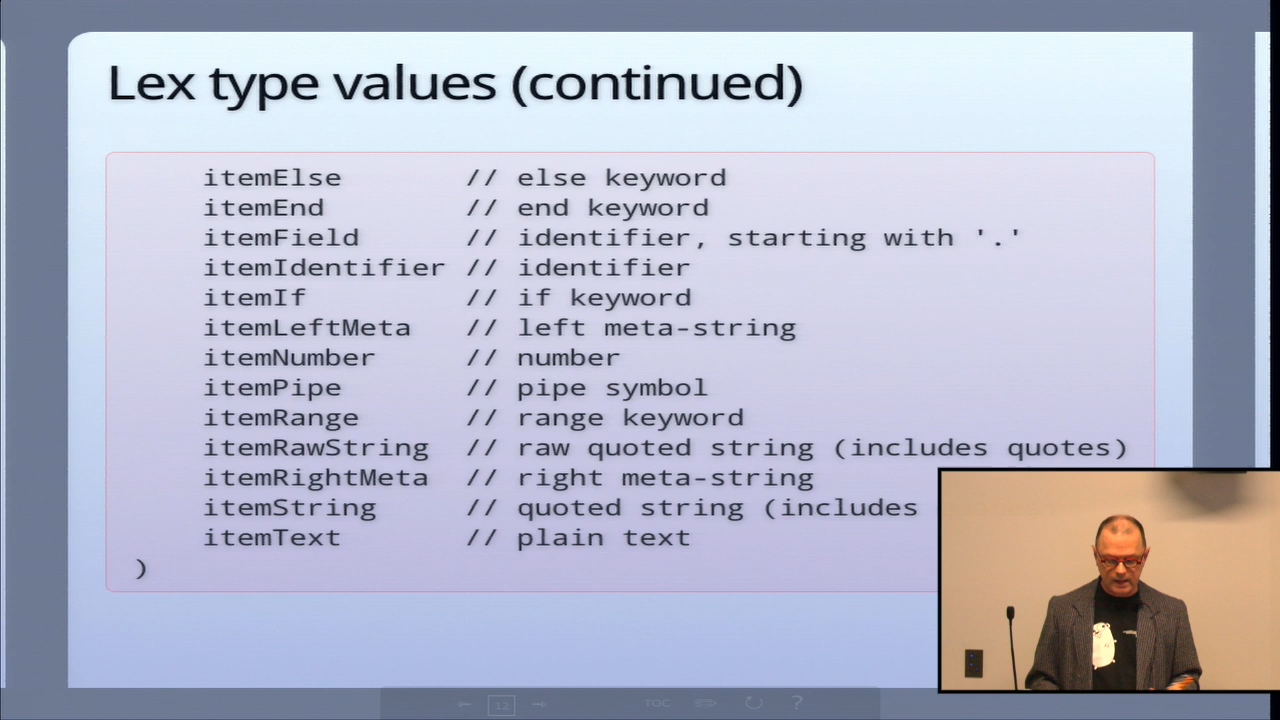 Lex type values (continued)
itemElse // else keyword
itemEnd // end keyword
itemField // identifier, starting with '.'
itemIdentifier // identifier
itemIf // if keyword
itemLeftMeta // left meta-string
itemNumber // number
itemPipe // pipe symbol
itemRange // range keyword
itemRawString // raw quoted string (includes quotes)
itemRightMeta // right meta-string
itemString // quoted string (includes
itemText // plain text
)
12 TOC ?